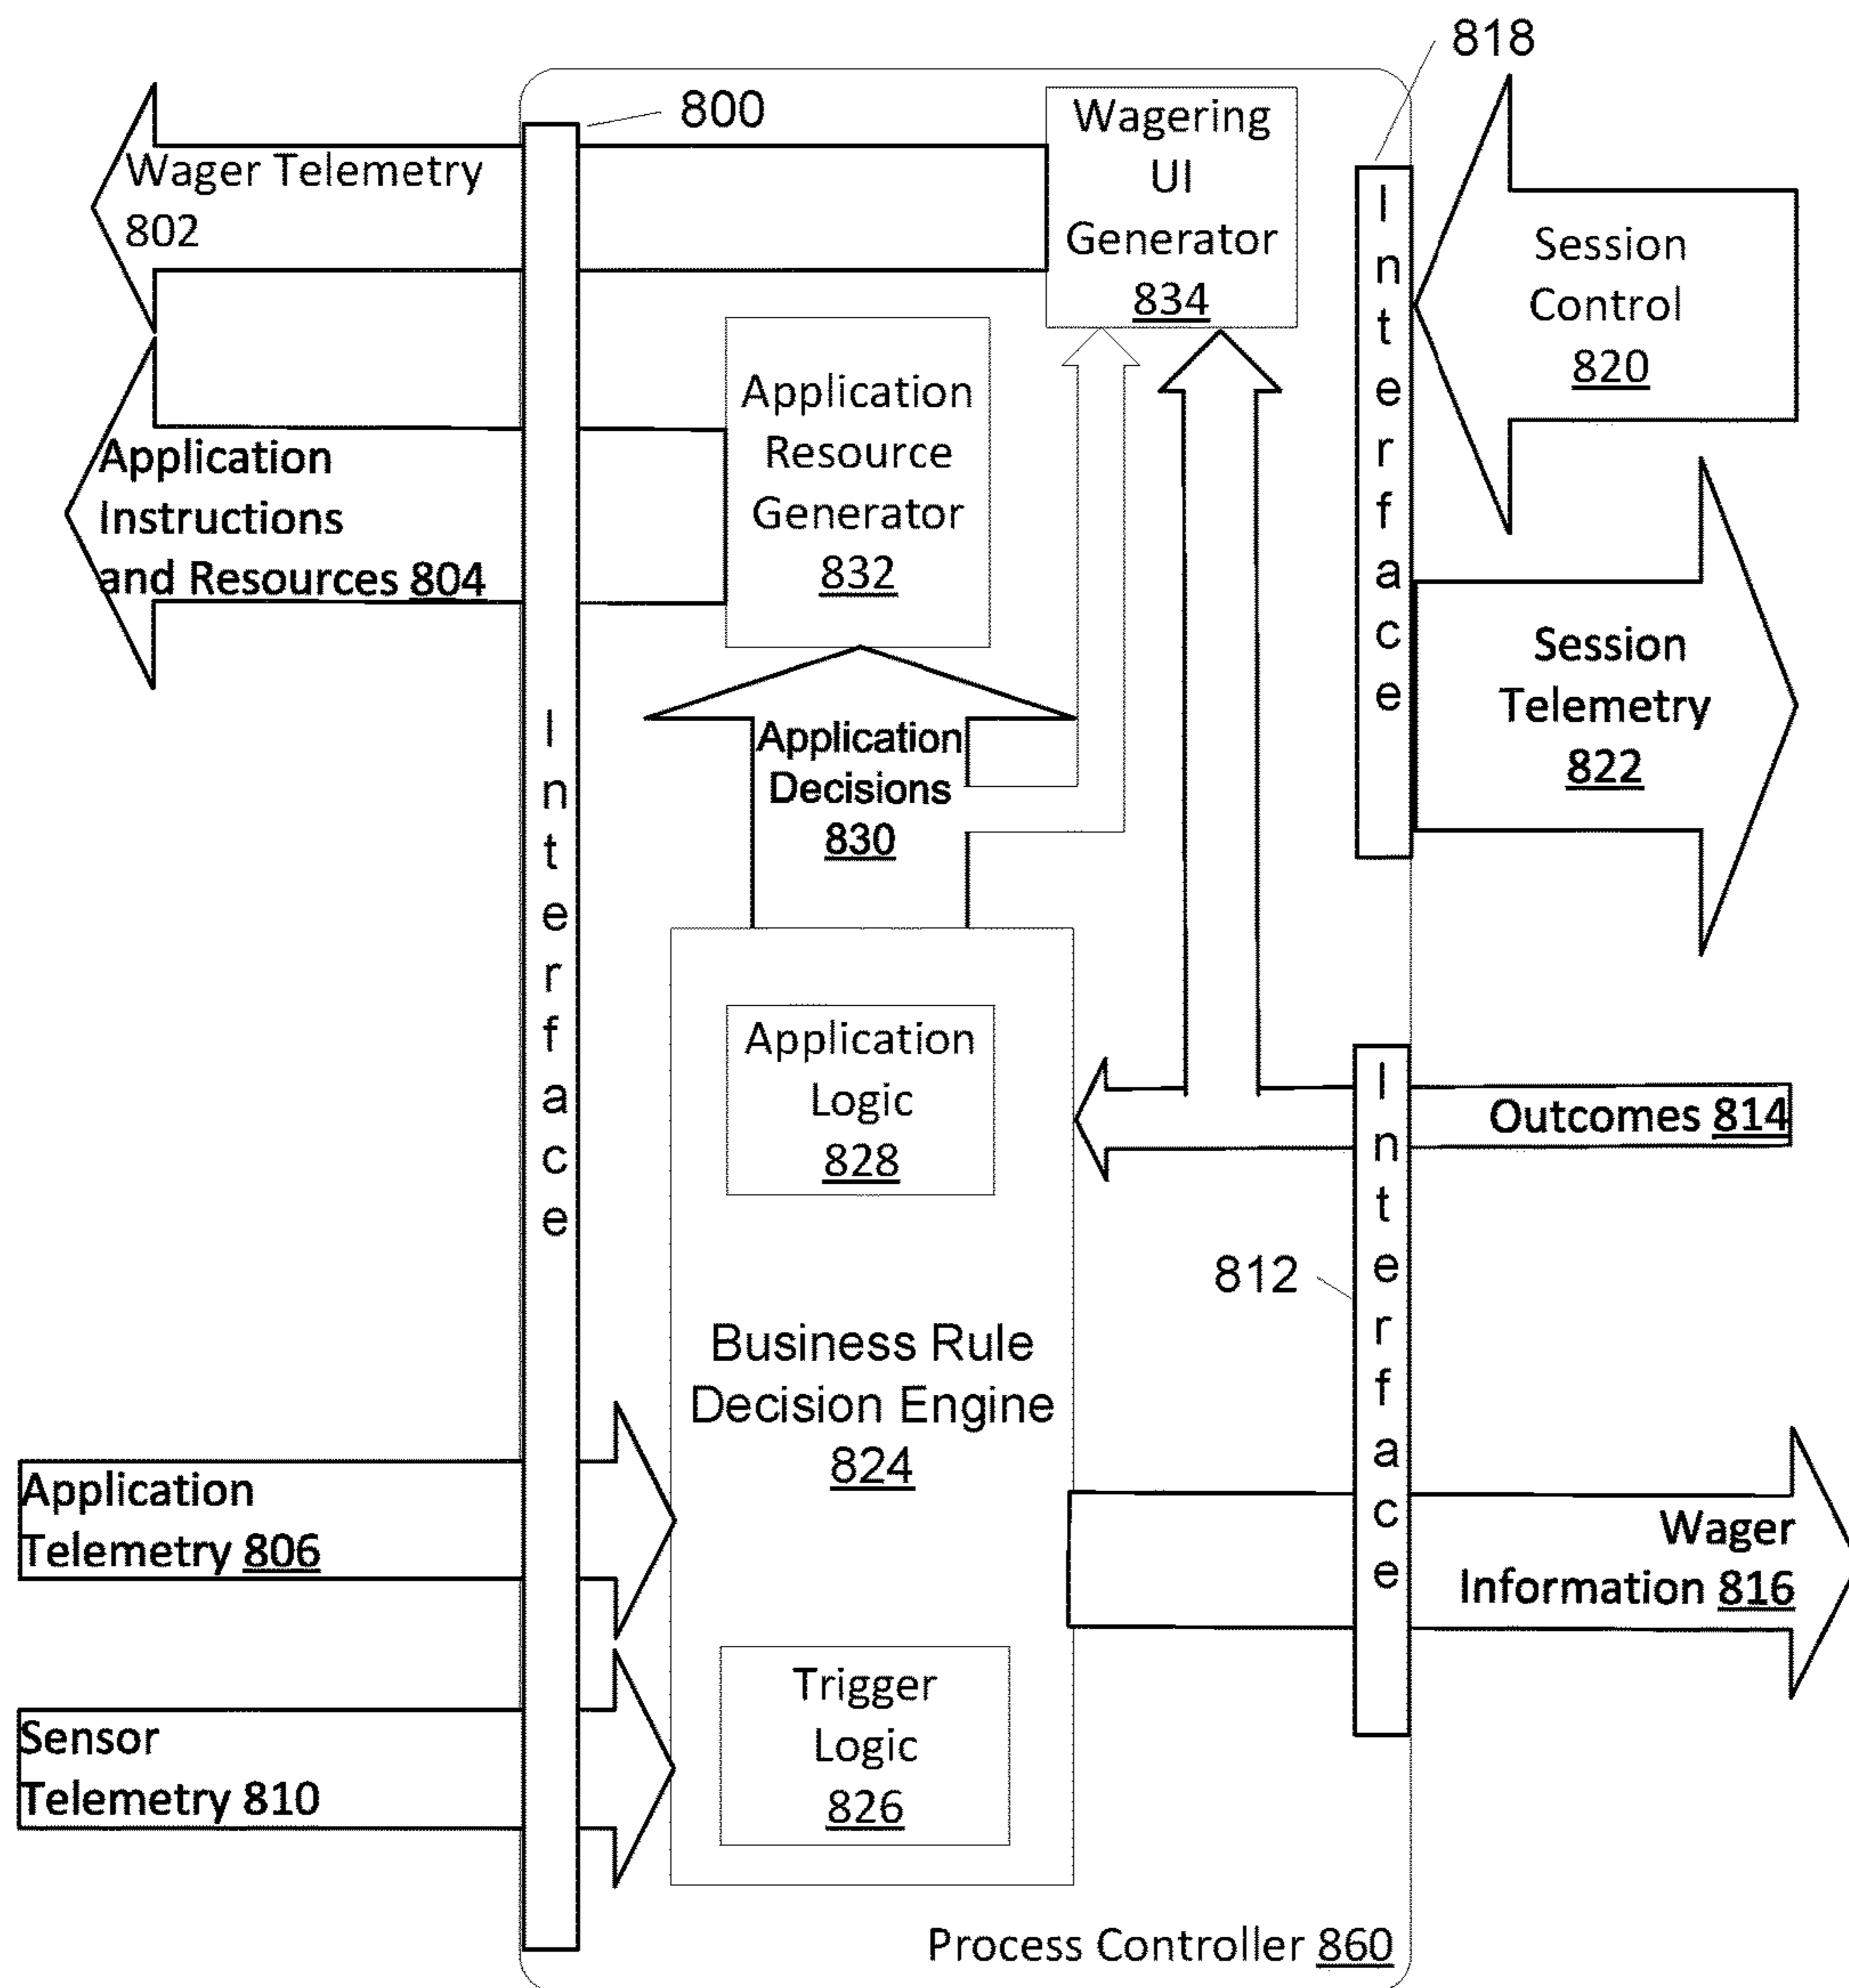 818
800
Wager Telemetry
802
Wagering
UI
Generator
834
Interface
Session
Control
820
Application
Resource
Generator
832
Application
Instructions
and Resources 804
Session
Telemetry
822
Interface
Application
Decisions
830
Application
Logic
828
Interface
Outcomes 814
812
Business Rule
Decision Engine
824
Application
Telemetry 806
Wager
Information 816
Trigger
Logic
826
Sensor
Telemetry 810
Process Controller 860